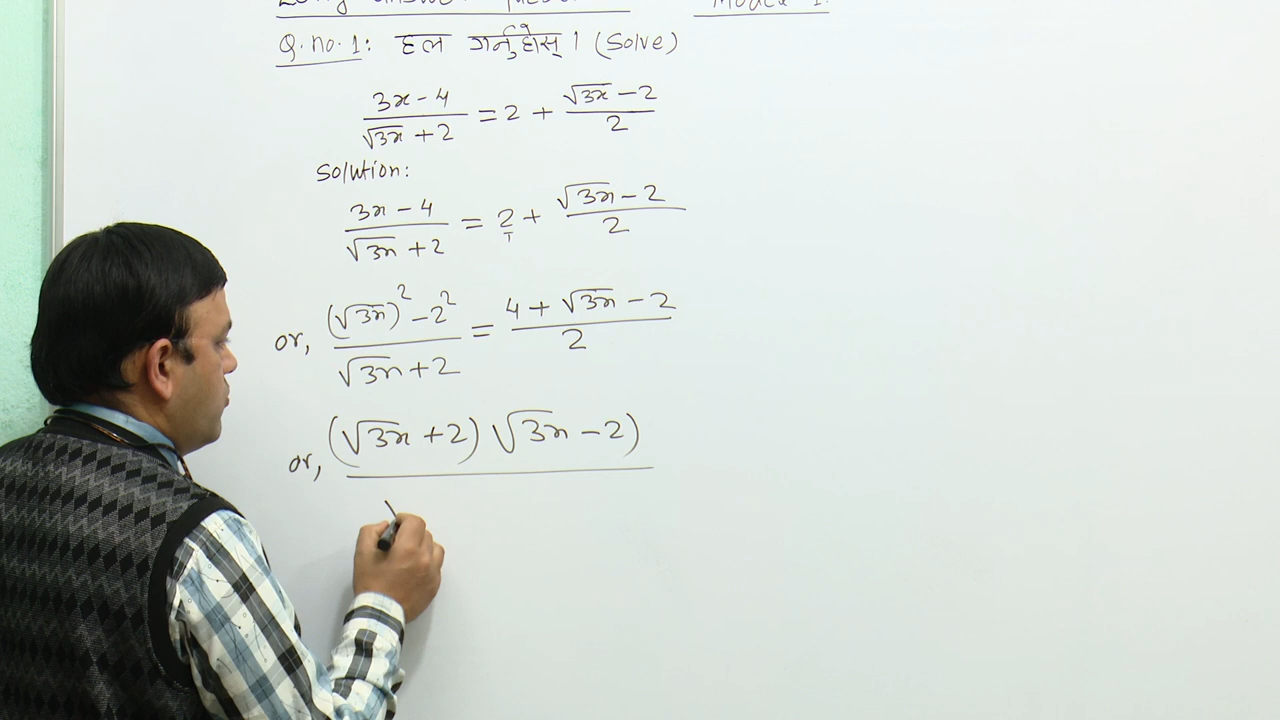 Q.no.1: हल गर्नुहोस् । (Solve)
(3x - 4)/(√3x + 2) = 2 + (√3x - 2)/2
Solution:
(3x - 4)/(√3x + 2) = 2/1 + (√3x - 2)/2
or, ((√3x)² - 2²)/(√3x + 2) = (4 + √3x - 2)/2
or, (√3x + 2) √3x - 2)